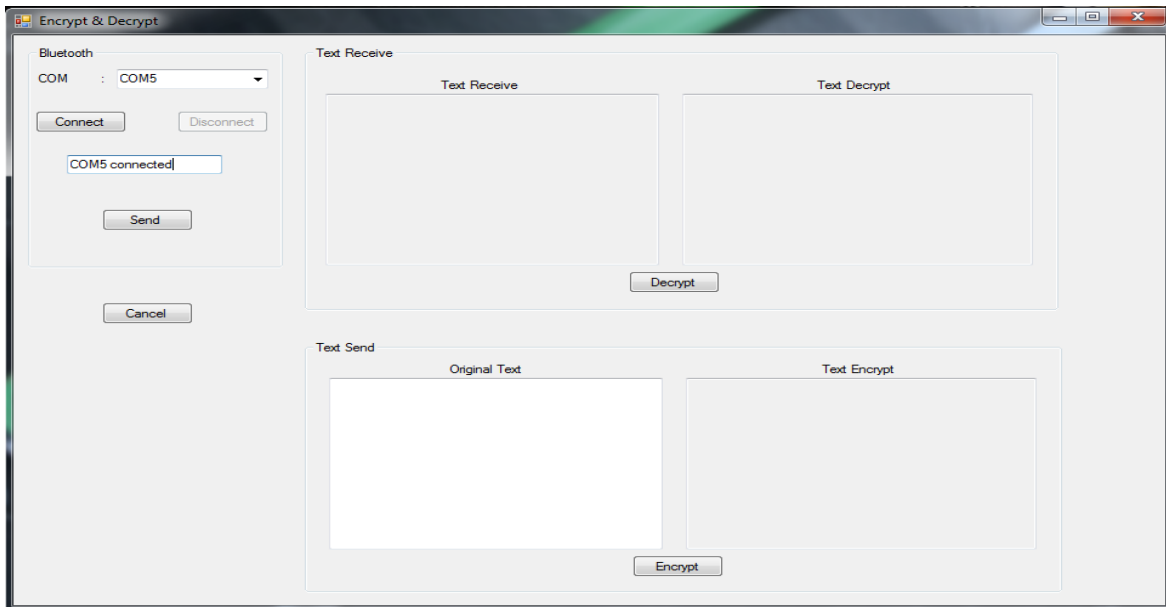 Encrypt & Decrypt
Bluetooth
COM : COM5
Connect Disconnect
COM5 connected
Send
Cancel
Text Receive
Text Receive Text Decrypt
Decrypt
Text Send
Original Text Text Encrypt
Encrypt